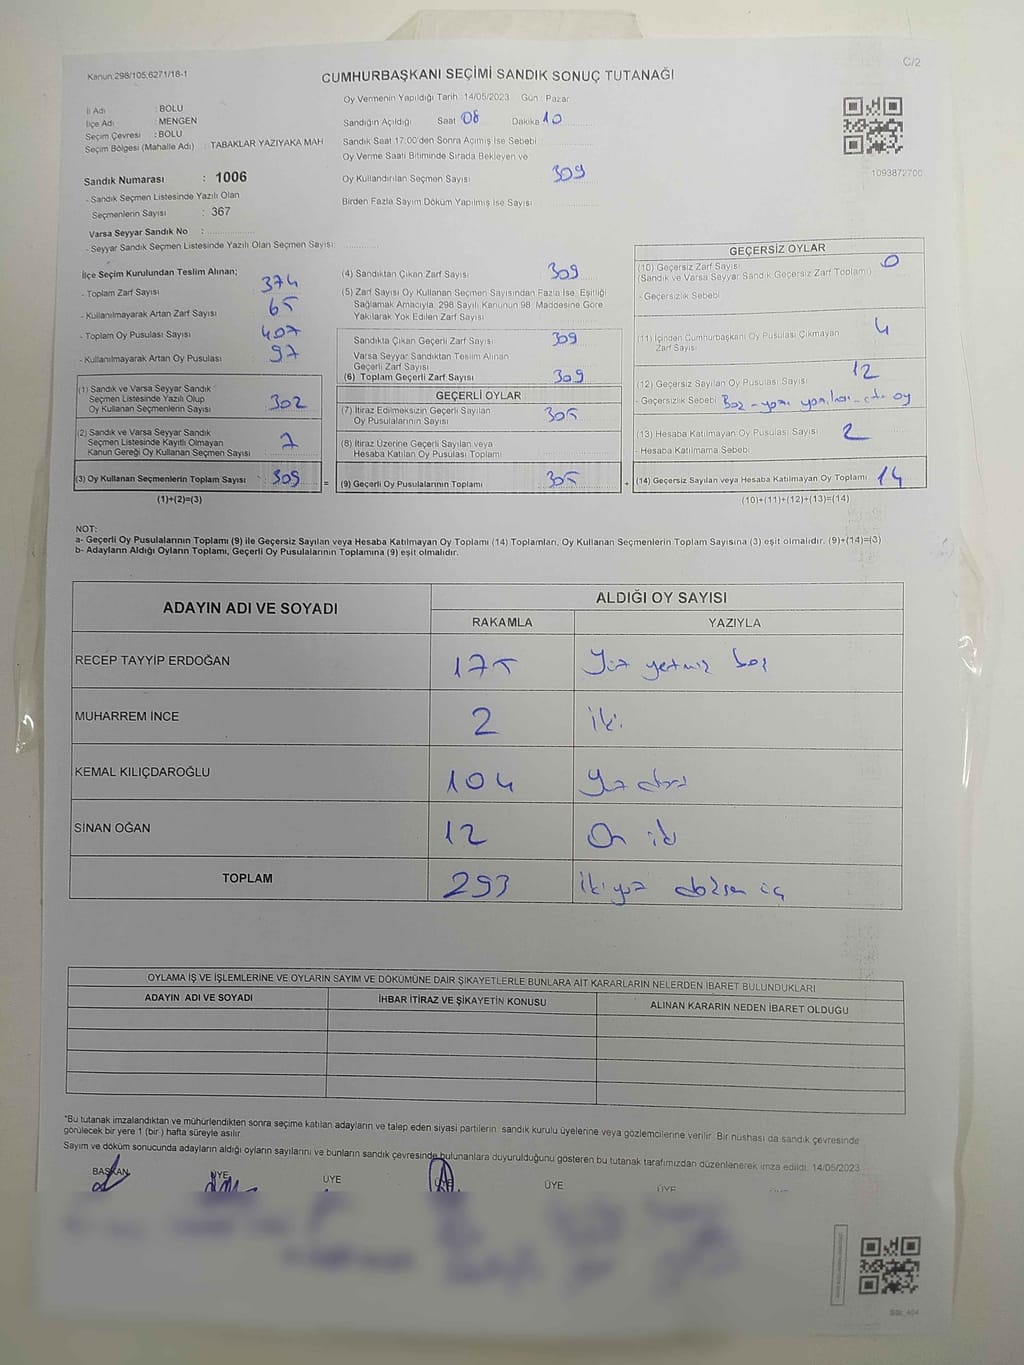 Kanun:298/105;6271/18-1
C/2
CUMHURBAŞKANI SEÇİMİ SANDIK SONUÇ TUTANAĞI
İl Adı : BOLU
İlçe Adı : MENGEN
Seçim Çevresi : BOLU
Seçim Bölgesi (Mahalle Adı) : TABAKLAR YAZIYAKA MAH
Sandık Numarası : 1006
- Sandık Seçmen Listesinde Yazılı Olan
Seçmenlerin Sayısı : 367
Varsa Seyyar Sandık No :
- Seyyar Sandık Seçmen Listesinde Yazılı Olan Seçmen Sayısı:
Oy Vermenin Yapıldığı Tarih : 14/05/2023 Gün : Pazar
Sandığın Açıldığı Saat 08 Dakika 10
Sandık Saat 17:00'den Sonra Açımış İse Sebebi
Oy Verme Saati Bitiminde Sırada Bekleyen ve
Oy Kullandırılan Seçmen Sayısı 309
Birden Fazla Sayım Döküm Yapılmış İse Sayısı
1093872700
İlçe Seçim Kurulundan Teslim Alınan;
- Toplam Zarf Sayısı 374
- Kullanılmayarak Artan Zarf Sayısı 65
- Toplam Oy Pusulası Sayısı 407
- Kullanılmayarak Artan Oy Pusulası 97
(1) Sandık ve Varsa Seyyar Sandık
Seçmen Listesinde Yazılı Olup
Oy Kullanan Seçmenlerin Sayısı 302
(2) Sandık ve Varsa Seyyar Sandık
Seçmen Listesinde Kayıtlı Olmayan
Kanun Gereği Oy Kullanan Seçmen Sayısı 7
(3) Oy Kullanan Seçmenlerin Toplam Sayısı : 309 =
(1)+(2)=(3)
(4) Sandıktan Çıkan Zarf Sayısı 309
(5) Zarf Sayısı Oy Kullanan Seçmen Sayısından Fazla İse, Eşitliği
Sağlamak Amacıyla, 298 Sayılı Kanunun 98. Maddesine Göre
Yakılarak Yok Edilen Zarf Sayısı
Sandıkta Çıkan Geçerli Zarf Sayısı 309
Varsa Seyyar Sandıktan Teslim Alınan
Geçerli Zarf Sayısı
(6) Toplam Geçerli Zarf Sayısı 309
GEÇERLİ OYLAR
(7) İtiraz Edilmeksizin Geçerli Sayılan
Oy Pusulalarının Sayısı 305
(8) İtiraz Üzerine Geçerli Sayılan veya
Hesaba Katılan Oy Pusulası Toplamı
(9) Geçerli Oy Pusulalarının Toplamı 305 +
GEÇERSİZ OYLAR
(10) Geçersiz Zarf Sayısı 0
(Sandık ve Varsa Seyyar Sandık Geçersiz Zarf Toplamı)
- Geçersizlik Sebebi
(11) İçinden Cumhurbaşkanı Oy Pusulası Çıkmayan
Zarf Sayısı 4
(12) Geçersiz Sayılan Oy Pusulası Sayısı 12
- Geçersizlik Sebebi oy
(13) Hesaba Katılmayan Oy Pusulası Sayısı 2
- Hesaba Katılmama Sebebi
(14) Geçersiz Sayılan veya Hesaba Katılmayan Oy Toplamı 14
(10)+(11)+(12)+(13)=(14)
NOT:
a- Geçerli Oy Pusulalarının Toplamı (9) ile Geçersiz Sayılan veya Hesaba Katılmayan Oy Toplamı (14) Toplamları, Oy Kullanan Seçmenlerin Toplam Sayısına (3) eşit olmalıdır. (9)+(14)=(3)
b- Adayların Aldığı Oyların Toplamı, Geçerli Oy Pusulalarının Toplamına (9) eşit olmalıdır.
ADAYIN ADI VE SOYADI
ALDIĞI OY SAYISI
RAKAMLA YAZIYLA
RECEP TAYYİP ERDOĞAN 175 Yüz yetmiş beş
MUHARREM İNCE 2 iki
KEMAL KILIÇDAROĞLU 104 Yüz dört
SİNAN OĞAN 12 On iki
TOPLAM 293 iki yüz doksan üç
OYLAMA İŞ VE İŞLEMLERİNE VE OYLARIN SAYIM VE DÖKÜMÜNE DAİR ŞİKAYETLERLE BUNLARA AİT KARARLARIN NELERDEN İBARET BULUNDUKLARI
ADAYIN ADI VE SOYADI İHBAR İTİRAZ VE ŞİKAYETİN KONUSU ALINAN KARARIN NEDEN İBARET OLDUĞU
*Bu tutanak imzalandıktan ve mühürlendikten sonra seçime katılan adayların ve talep eden siyasi partilerin sandık kurulu üyelerine veya gözlemcilerine verilir. Bir nüshası da sandık çevresinde
görülecek bir yere 1 (bir ) hafta süreyle asılır.
Sayım ve döküm sonucunda adayların aldığı oyların sayılarını ve bunların sandık çevresinde bulunanlara duyurulduğunu gösteren bu tutanak tarafımızdan düzenlenerek imza edildi. 14/05/2023
BAŞKAN ÜYE ÜYE ÜYE ÜYE ÜYE